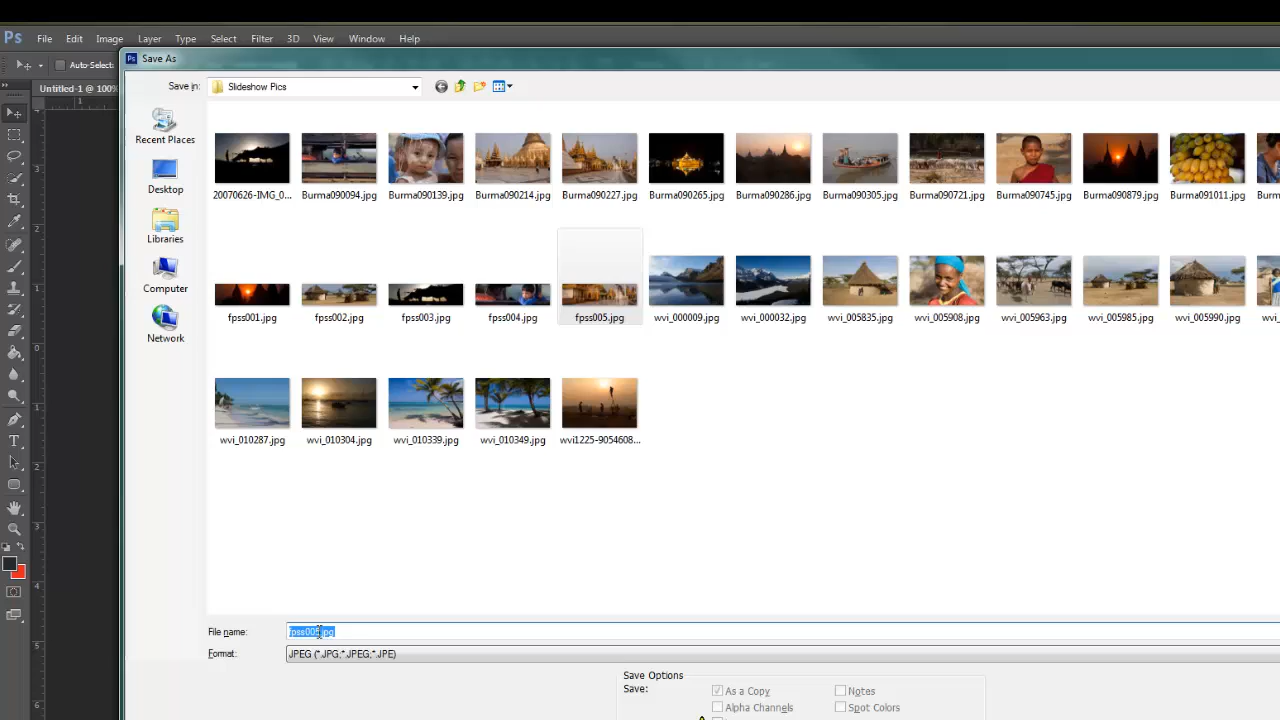 Ps File Edit Image Layer Type Select Filter 3D View Window Help
Auto-Select:
Ps Save As
Untitled-1 @ 100%
Save in: Slideshow Pics
Recent Places
Desktop
Libraries
Computer
Network
20070626-IMG_0... Burma090094.jpg Burma090139.jpg Burma090214.jpg Burma090227.jpg Burma090265.jpg Burma090286.jpg Burma090305.jpg Burma090721.jpg Burma090745.jpg Burma090879.jpg Burma091011.jpg
fpss001.jpg fpss002.jpg fpss003.jpg fpss004.jpg fpss005.jpg wvi_000009.jpg wvi_000032.jpg wvi_005835.jpg wvi_005908.jpg wvi_005963.jpg wvi_005985.jpg wvi_005990.jpg
wvi_010287.jpg wvi_010304.jpg wvi_010339.jpg wvi_010349.jpg wvi1225-9054608...
File name: fpss005.jpg
Format: JPEG (*.JPG;*.JPEG;*.JPE)
Save Options
Save: As a Copy Notes
Alpha Channels Spot Colors